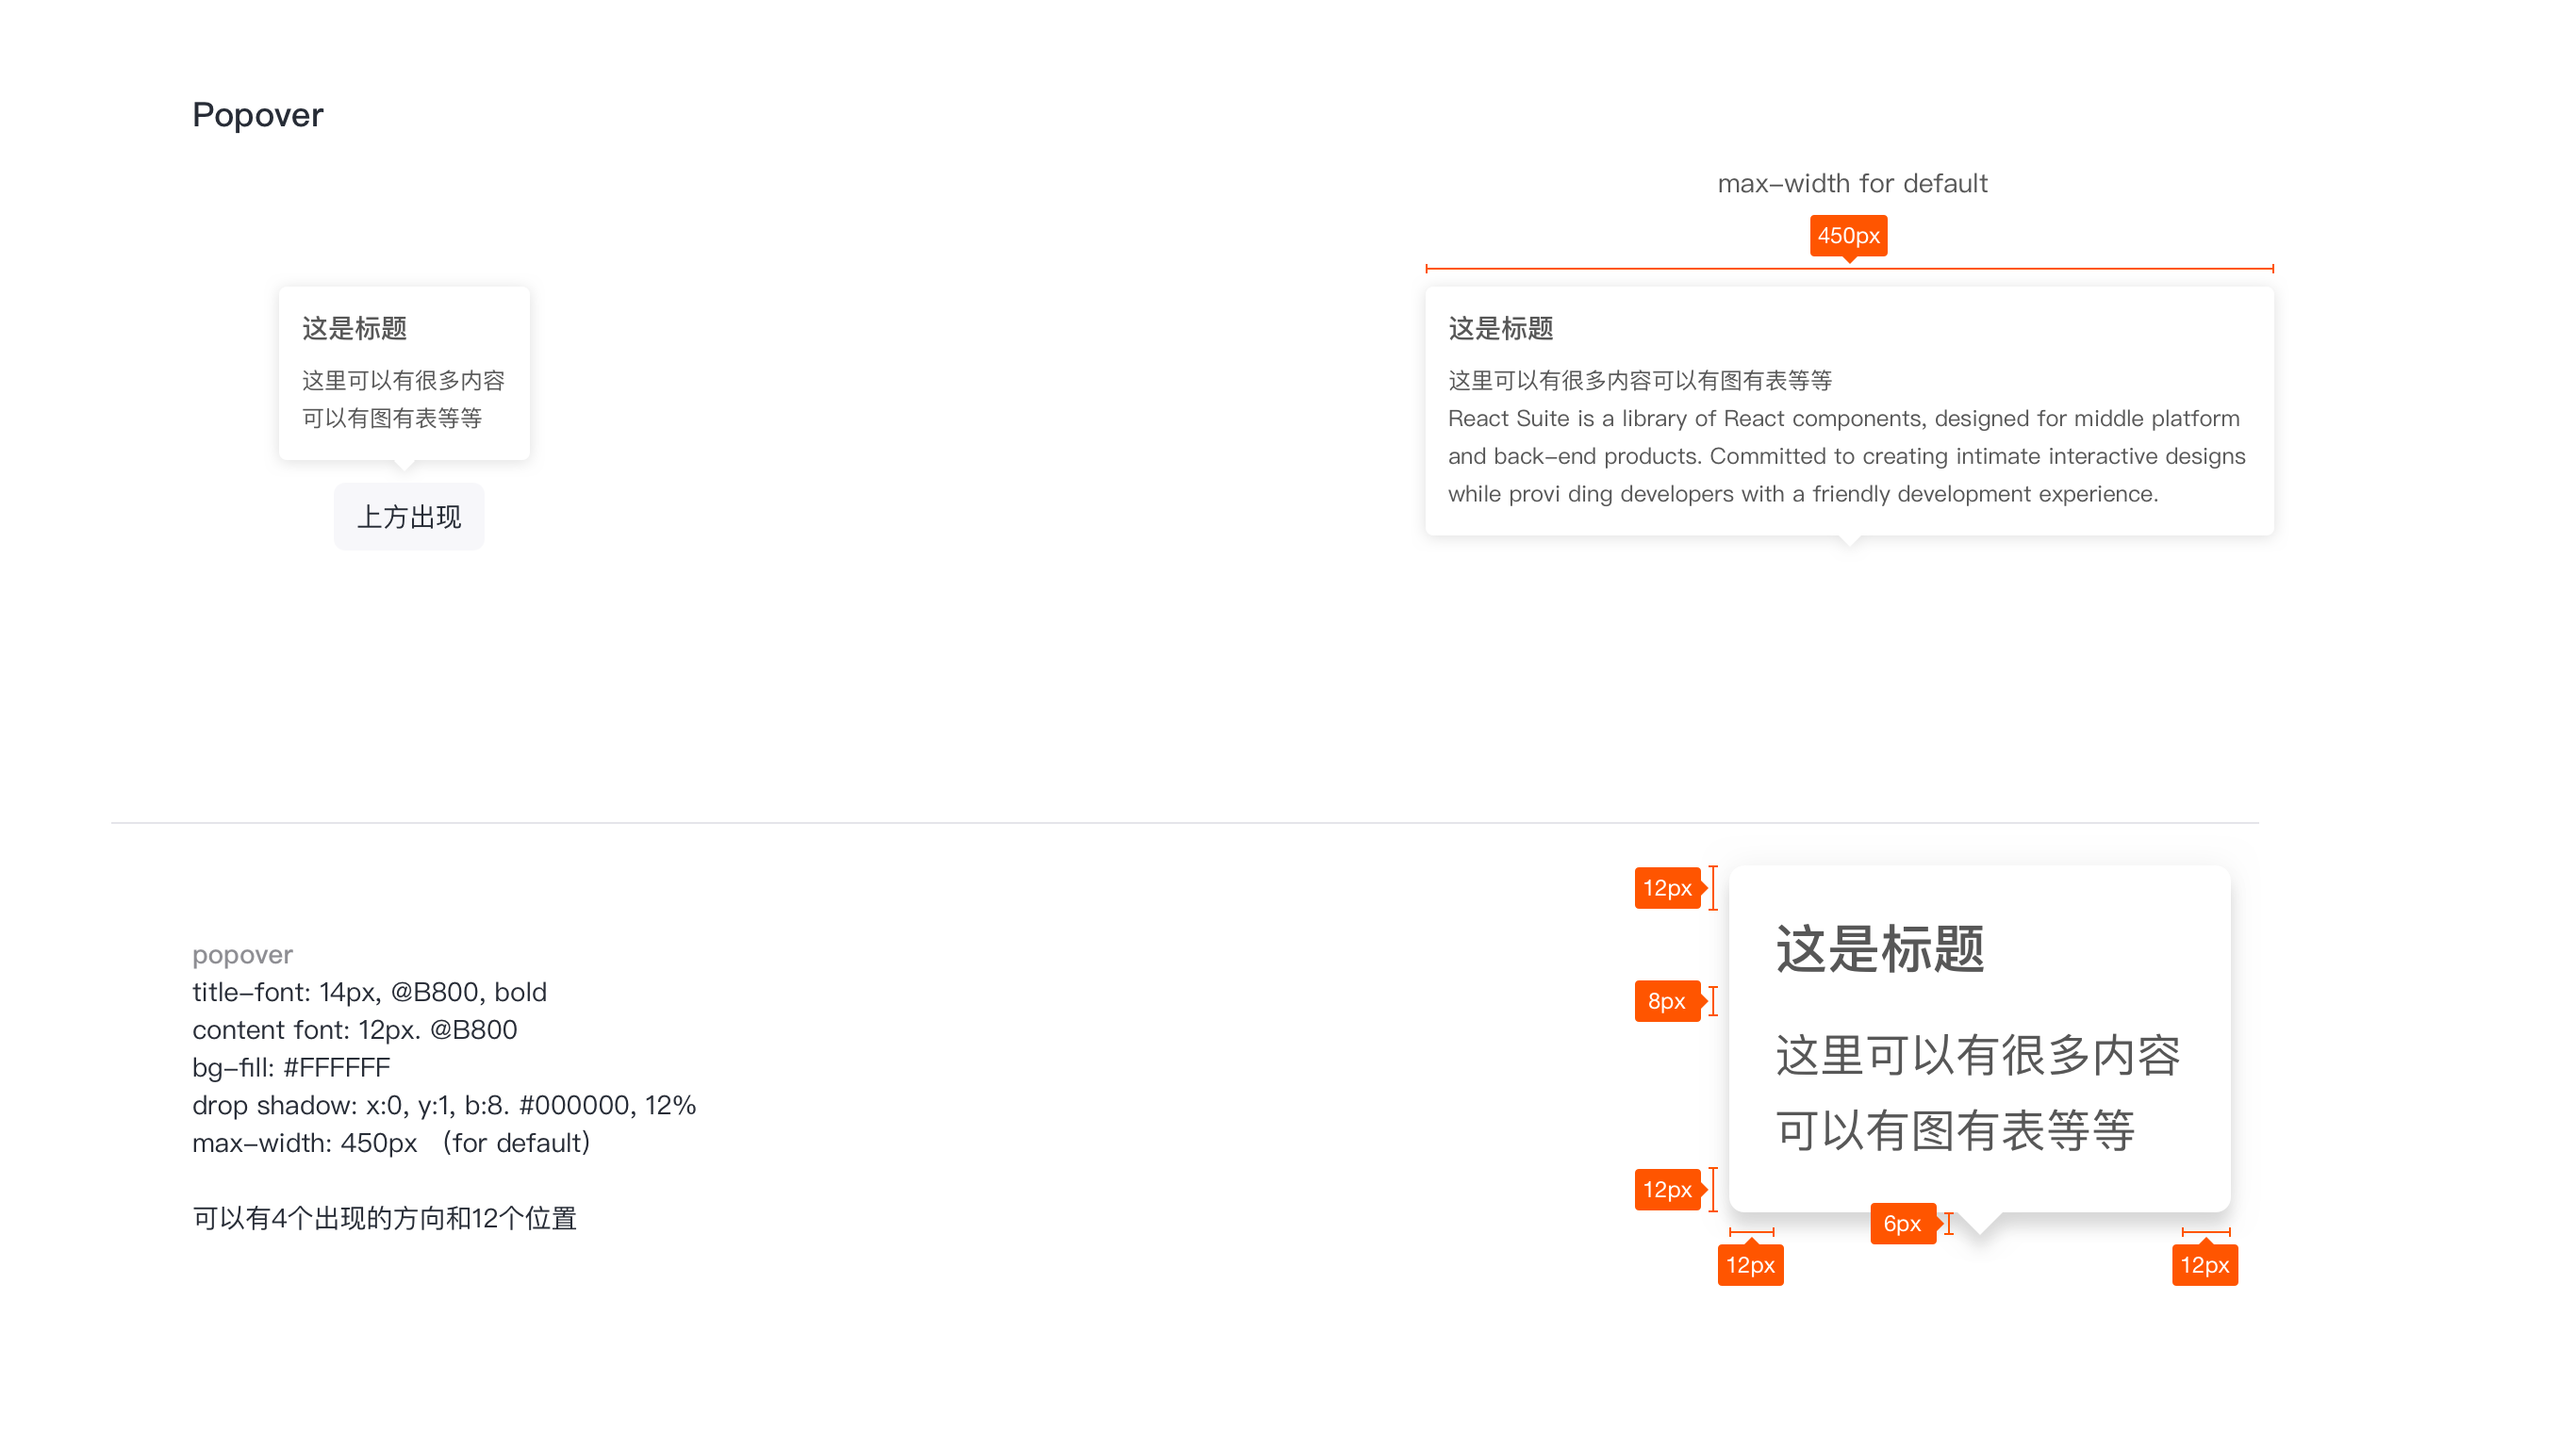 Popover
max-width for default
450px
这是标题
这里可以有很多内容
可以有图有表等等
上方出现
这是标题
这里可以有很多内容可以有图有表等等
React Suite is a library of React components, designed for middle platform
and back-end products. Committed to creating intimate interactive designs
while provi ding developers with a friendly development experience.
popover
title-font: 14px, @B800, bold
content font: 12px. @B800
bg-fill: #FFFFFF
drop shadow: x:0, y:1, b:8. #000000, 12%
max-width: 450px （for default）
可以有4个出现的方向和12个位置
12px
这是标题
8px
这里可以有很多内容
可以有图有表等等
12px
6px
12px
12px